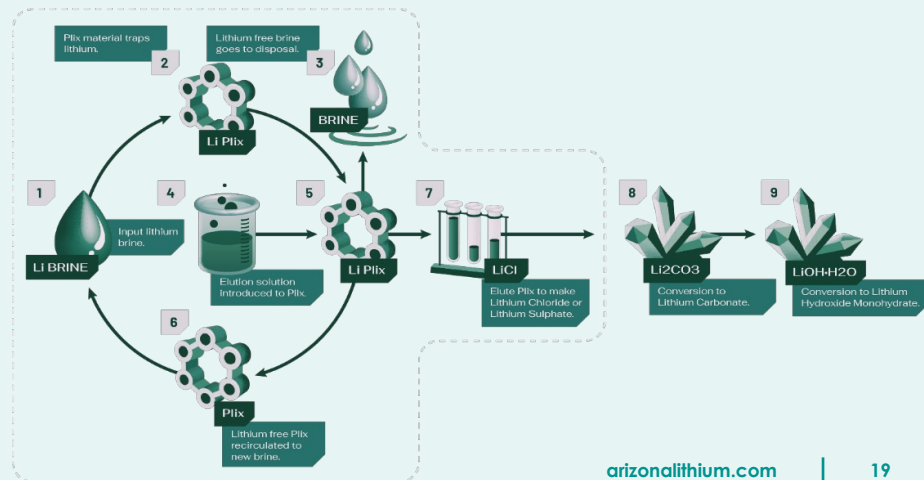 Plix material traps
lithium.
2
Lithium free brine
goes to disposal.
3
Li Plix
BRINE
1
Input lithium
brine.
Li BRINE
4
Elution solution
introduced to Plix.
5
Li Plix
7
LiCl
Elute Plix to make
Lithium Chloride or
Lithium Sulphate.
8
Li2CO3
Conversion to
Lithium Carbonate.
9
LiOH·H2O
Conversion to Lithium
Hydroxide Monohydrate.
6
Plix
Lithium free Plix
recirculated to
new brine.
arizonalithium.com | 19